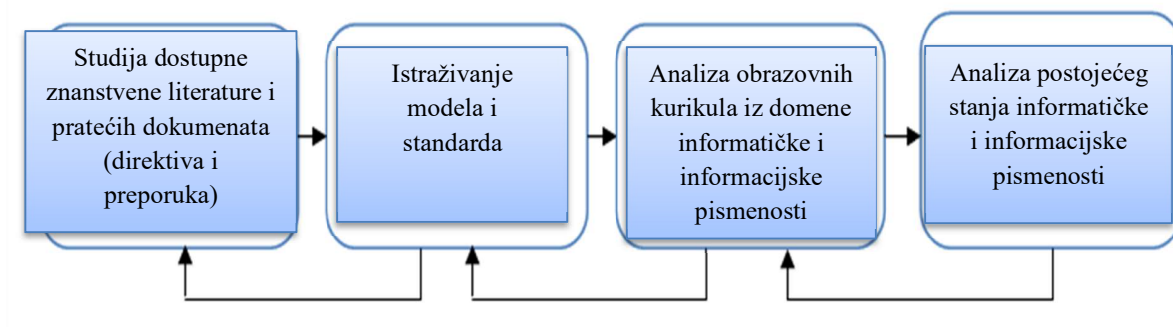 Studija dostupne
znanstvene literature i
pratećih dokumenata
(direktiva i
preporuka)
Istraživanje
modela i
standarda
Analiza obrazovnih
kurikula iz domene
informatičke i
informacijske
pismenosti
Analiza postojećeg
stanja informatičke
i informacijske
pismenosti